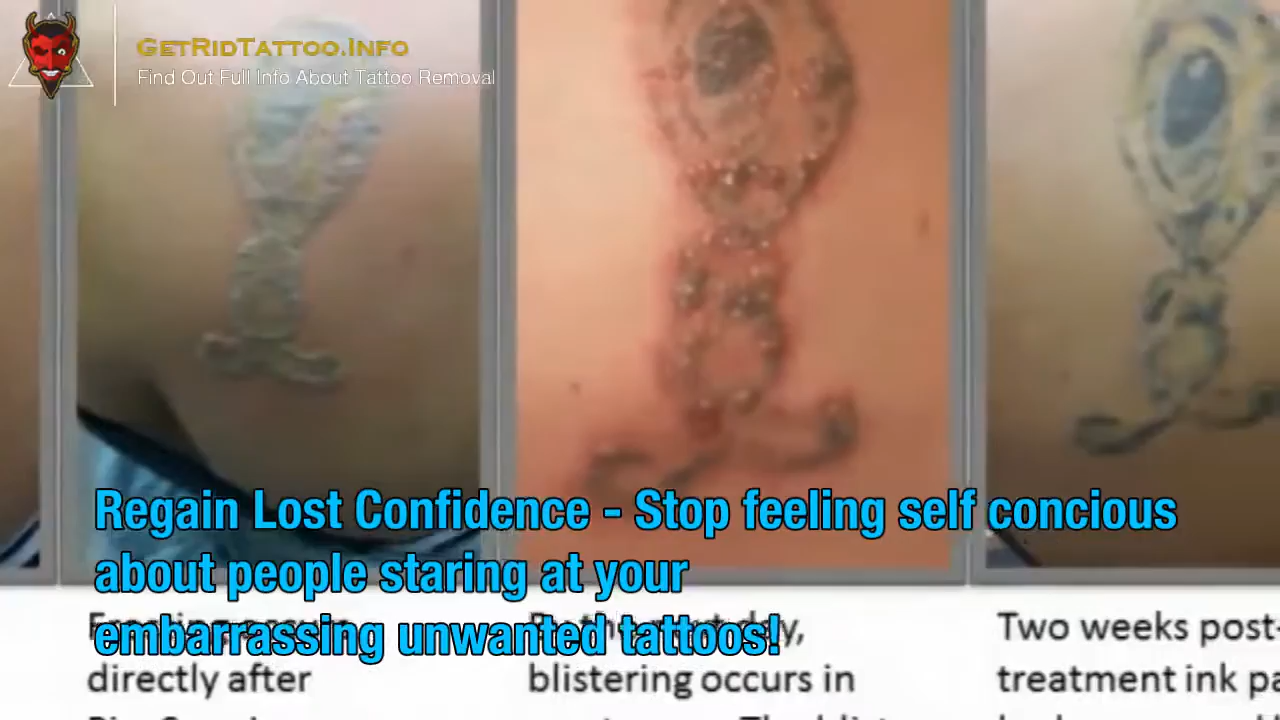 GetRidTattoo.Info
Find Out Full Info About Tattoo Removal
Regain Lost Confidence - Stop feeling self concious
about people staring at your
embarrassing unwanted tattoos!
directly after
day,
blistering occurs in
Two weeks post-
treatment ink